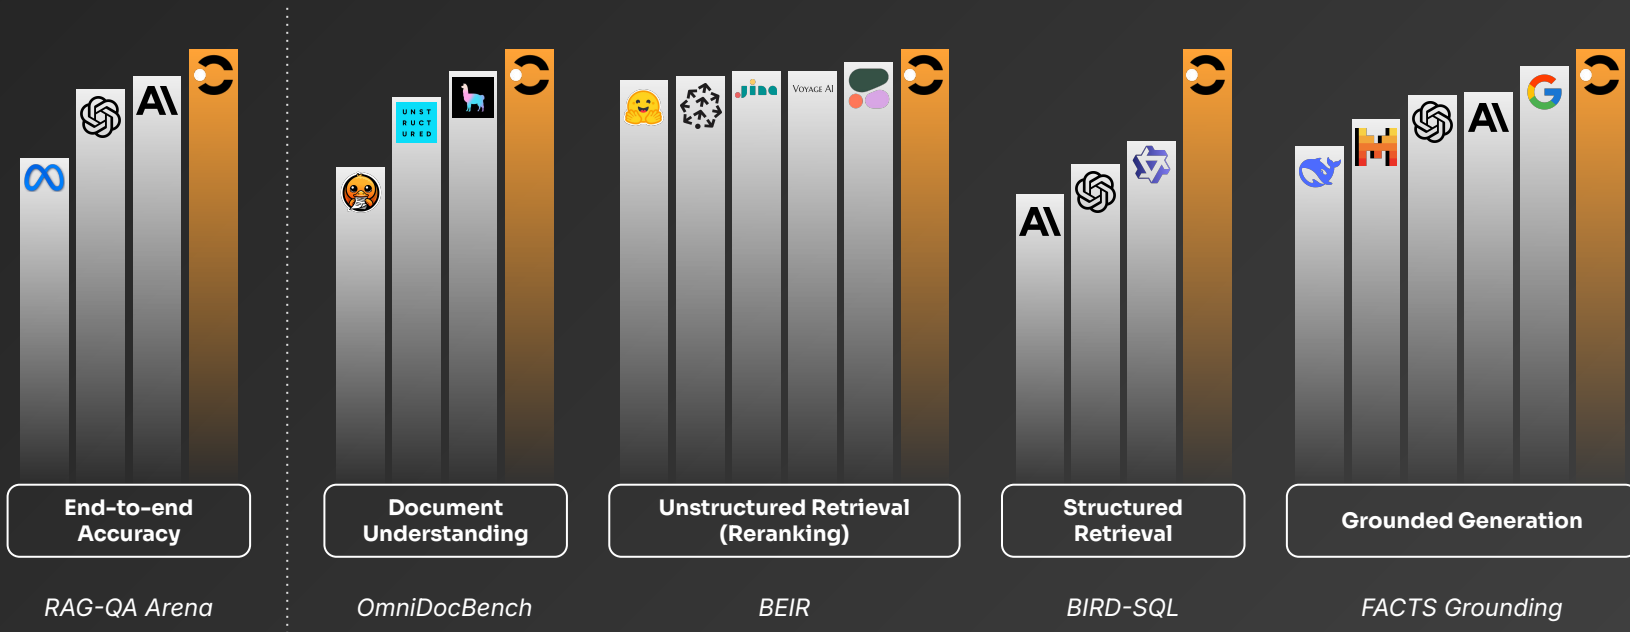 UNST
RUCT
URED
Jina
VOYAGE AI
End-to-end
Accuracy
Document
Understanding
Unstructured Retrieval
(Reranking)
Structured
Retrieval
Grounded Generation
RAG-QA Arena
OmniDocBench
BEIR
BIRD-SQL
FACTS Grounding